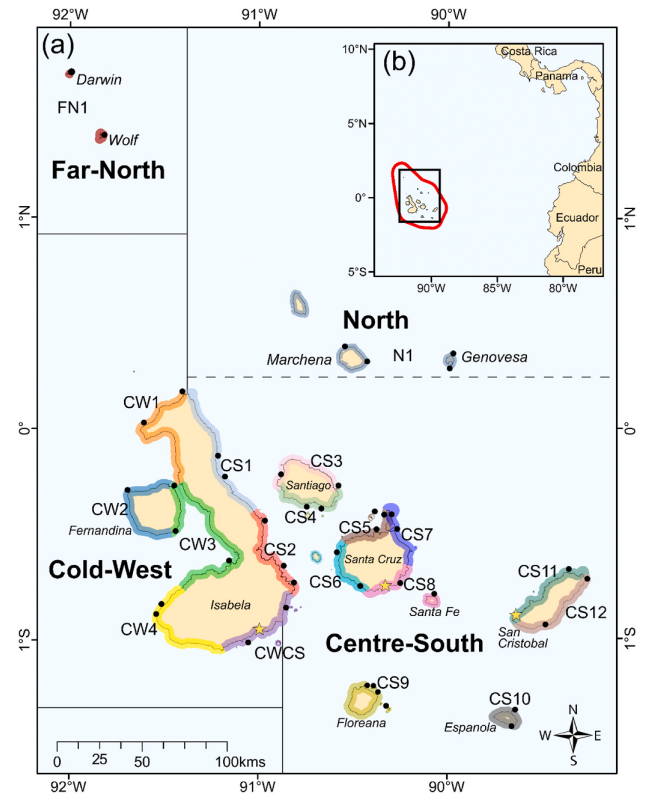 92°W 91°W 90°W
(a)
Darwin
FN1
Wolf
Far-North
1°N
(b)
10°N
5°N
0°
5°S
90°W 85°W 80°W
Costa Rica
Panama
Colombia
Ecuador
Peru
1°N
North
Marchena N1 Genovesa
0°
0°
CW1
CS1
CS3
Santiago
CS4
CW2
Fernandina
CW3
CS2
CS5
CS7
Santa Cruz
CS6
CS8
Santa Fe
Cold-West
Isabela
CW4
CWCS
Centre-South
CS11
CS12
San
Cristobal
1°S
1°S
CS9
Floreana
CS10
Espanola
N
W E
S
0 25 50 100kms
92°W 91°W 90°W